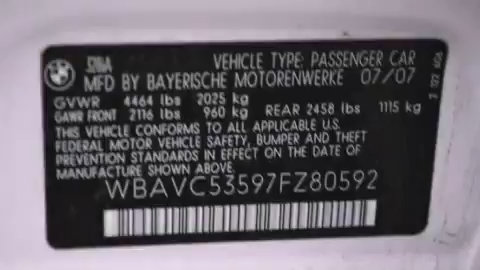 VEHICLE TYPE: PASSENGER CAR
MFD BY BAYERISCHE MOTORENWERKE 07/07
GVWR 4464 lbs 2025 kg
GAWR FRONT 2116 lbs 960 kg REAR 2458 lbs 1115 kg
THIS VEHICLE CONFORMS TO ALL APPLICABLE U.S.
FEDERAL MOTOR VEHICLE SAFETY, BUMPER AND THEFT
PREVENTION STANDARDS IN EFFECT ON THE DATE OF
MANUFACTURE SHOWN ABOVE.
WBAVC53597FZ80592